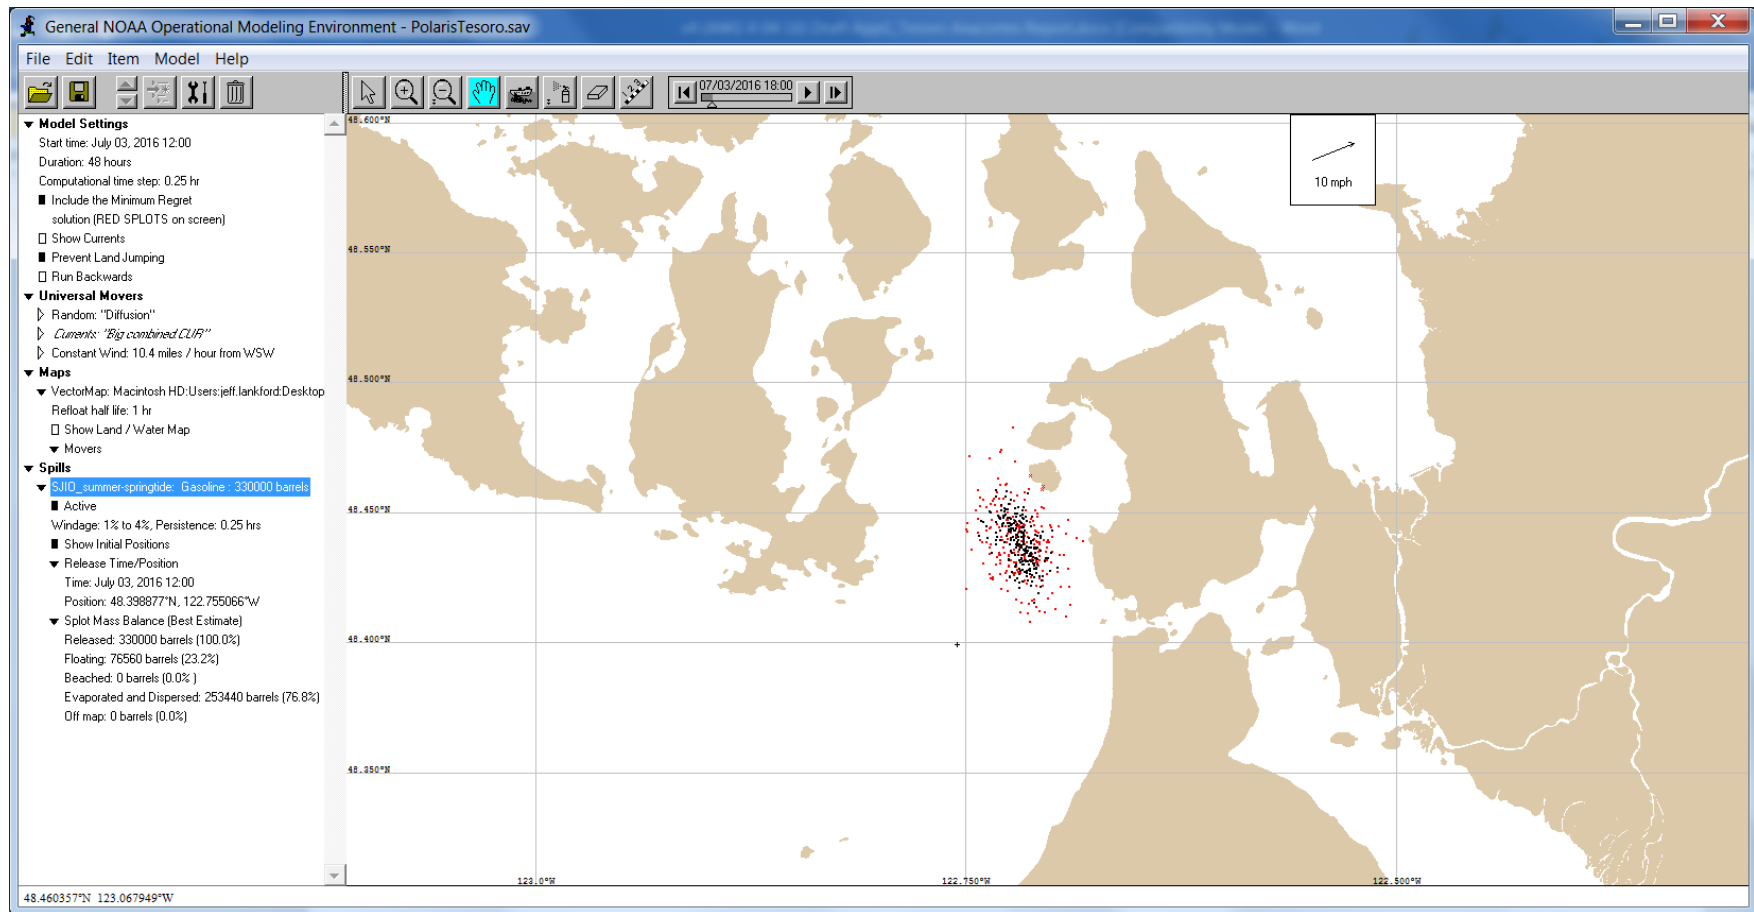 General NOAA Operational Modeling Environment - PolarisTesoro.sav
File Edit Item Model Help
07/03/2016 18:00
Model Settings
Start time: July 03, 2016 12:00
Duration: 48 hours
Computational time step: 0.25 hr
Include the Minimum Regret
solution (RED SPLOTS on screen)
Show Currents
Prevent Land Jumping
Run Backwards
Universal Movers
Random: "Diffusion"
Currents: "Big combined.CUR"
Constant Wind: 10.4 miles / hour from WSW
Maps
VectorMap: Macintosh HD:Users:jeff.lankford:Desktop
Refloat half life: 1 hr
Show Land / Water Map
Movers
Spills
SJIO_summer-springtide: Gasoline : 330000 barrels
Active
Windage: 1% to 4%, Persistence: 0.25 hrs
Show Initial Positions
Release Time/Position
Time: July 03, 2016 12:00
Position: 48.398877°N, 122.755066°W
Splot Mass Balance (Best Estimate)
Released: 330000 barrels (100.0%)
Floating: 76560 barrels (23.2%)
Beached: 0 barrels (0.0% )
Evaporated and Dispersed: 253440 barrels (76.8%)
Off map: 0 barrels (0.0%)
48.600°N
48.550°N
48.500°N
48.450°N
48.400°N
48.350°N
10 mph
123.0°W
122.750°W
122.500°W
48.460357°N 123.067949°W